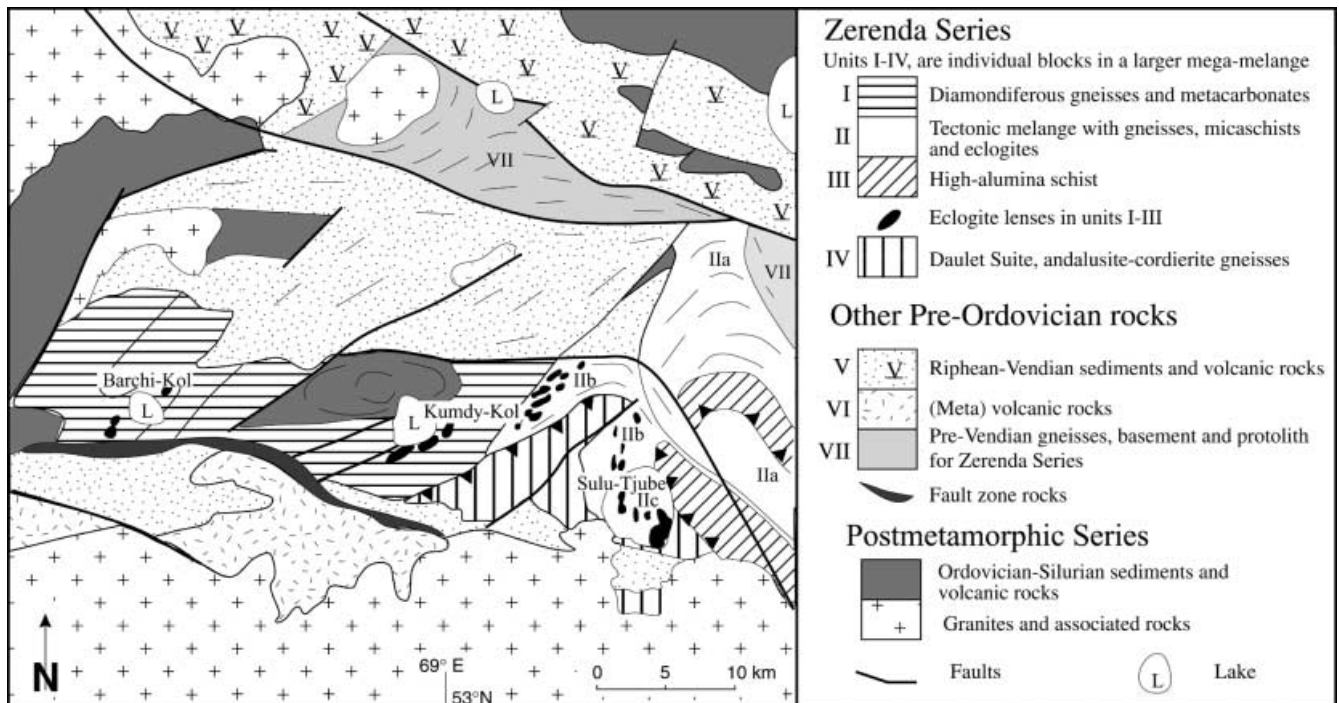 V V V V V V V
V V V V V V
V V V V V V V
L
L
VII
IIa
VII
Barchi-Kol
L
Kumdy-Kol
L
IIb
IIb
Sulu-Tjube
IIc
IIa
N
69° E
53°N
0 5 10 km
Zerenda Series
Units I-IV, are individual blocks in a larger mega-melange
I Diamondiferous gneisses and metacarbonates
II Tectonic melange with gneisses, micaschists
and eclogites
III High-alumina schist
Eclogite lenses in units I-III
IV Daulet Suite, andalusite-cordierite gneisses
Other Pre-Ordovician rocks
V V Riphean-Vendian sediments and volcanic rocks
VI (Meta) volcanic rocks
VII Pre-Vendian gneisses, basement and protolith
for Zerenda Series
Fault zone rocks
Postmetamorphic Series
Ordovician-Silurian sediments and
volcanic rocks
Granites and associated rocks
Faults L Lake